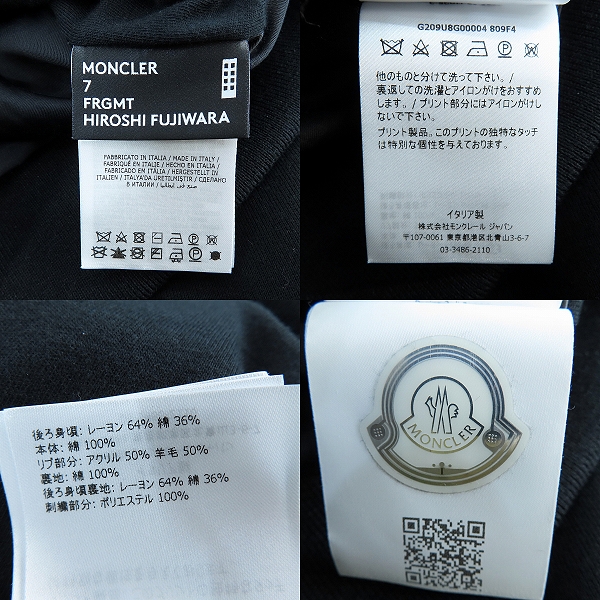 MONCLER
7
FRGMT
HIROSHI FUJIWARA
FABBRICATO IN ITALIA / MADE IN ITALY /
FABRIQUÉ EN ITALIE / HECHO EN ITALIA /
FABRICADO EN ITÁLIA / HERGESTELLT IN
ITALIEN / ITALYA'DA ÜRETILMIŞTIR / СДЕЛАНО
В ИТАЛИИ / صنع في إيطاليا
G209U8G00004 809F4
他のものと分けて洗って下さい。/
裏返しての洗濯とアイロンがけをおすすめ
します。/ プリント部分にはアイロンがけし
ないで下さい。/
プリント製品。このプリントの独特なタッチ
は特別な個性を与えております。
イタリア製
株式会社モンクレール ジャパン
〒107-0061 東京都港区北青山3-6-7
03-3486-2110
後ろ身頃: レーヨン 64% 綿 36%
本体: 綿 100%
リブ部分: アクリル 50% 羊毛 50%
裏地: 綿 100%
後ろ身頃裏地: レーヨン 64% 綿 36%
刺繍部分: ポリエステル 100%
MONCLER